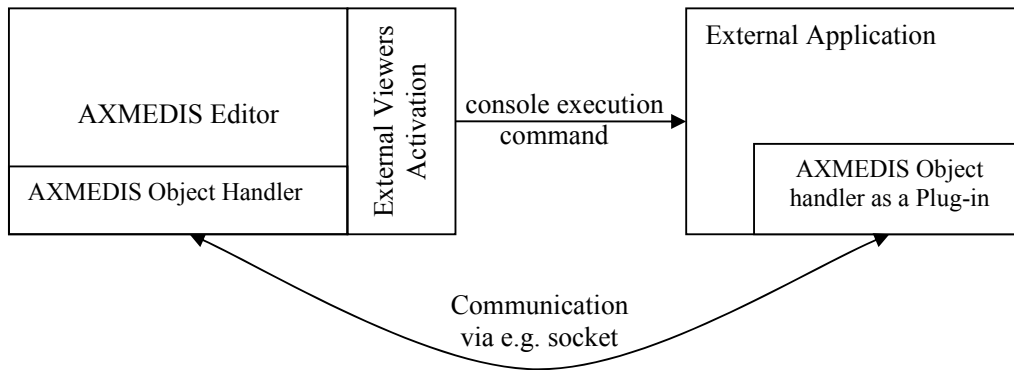 AXMEDIS Editor
AXMEDIS Object Handler
External Viewers
Activation
console execution
command
External Application
AXMEDIS Object
handler as a Plug-in
Communication
via e.g. socket